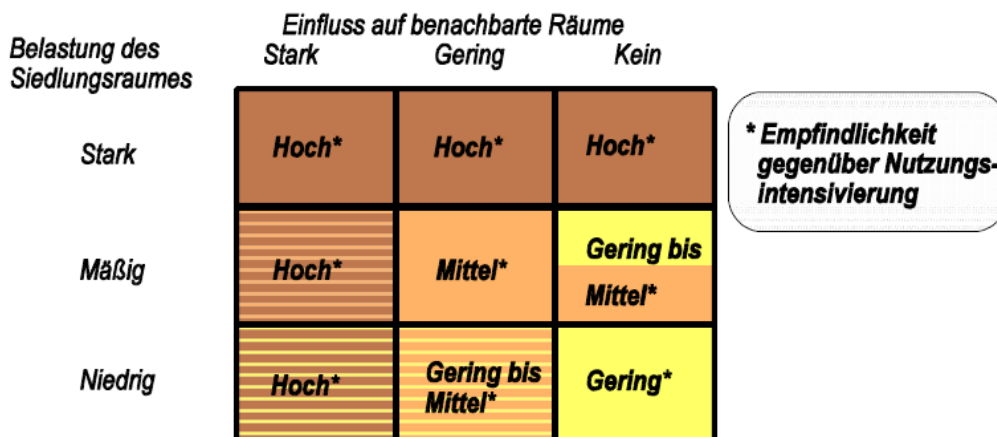 Einfluss auf benachbarte Räume
Belastung des
Siedlungsraumes
Stark Gering Kein
Stark Hoch* Hoch* Hoch*
* Empfindlichkeit
gegenüber Nutzungs-
intensivierung
Mäßig Hoch* Mittel* Gering bis
Mittel*
Niedrig Hoch* Gering bis
Mittel* Gering*